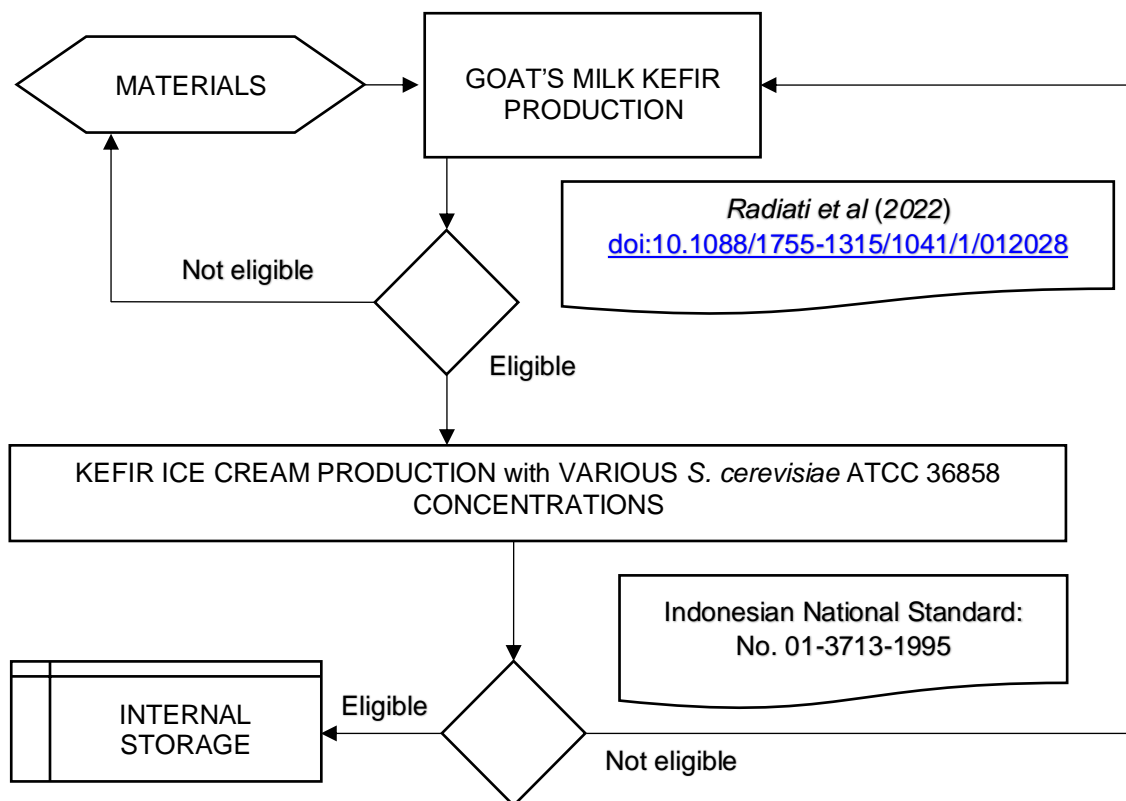 MATERIALS
GOAT'S MILK KEFIR
PRODUCTION
Radiati et al (2022)
doi:10.1088/1755-1315/1041/1/012028
Not eligible
Eligible
KEFIR ICE CREAM PRODUCTION with VARIOUS S. cerevisiae ATCC 36858
CONCENTRATIONS
Indonesian National Standard:
No. 01-3713-1995
INTERNAL
STORAGE
Eligible
Not eligible